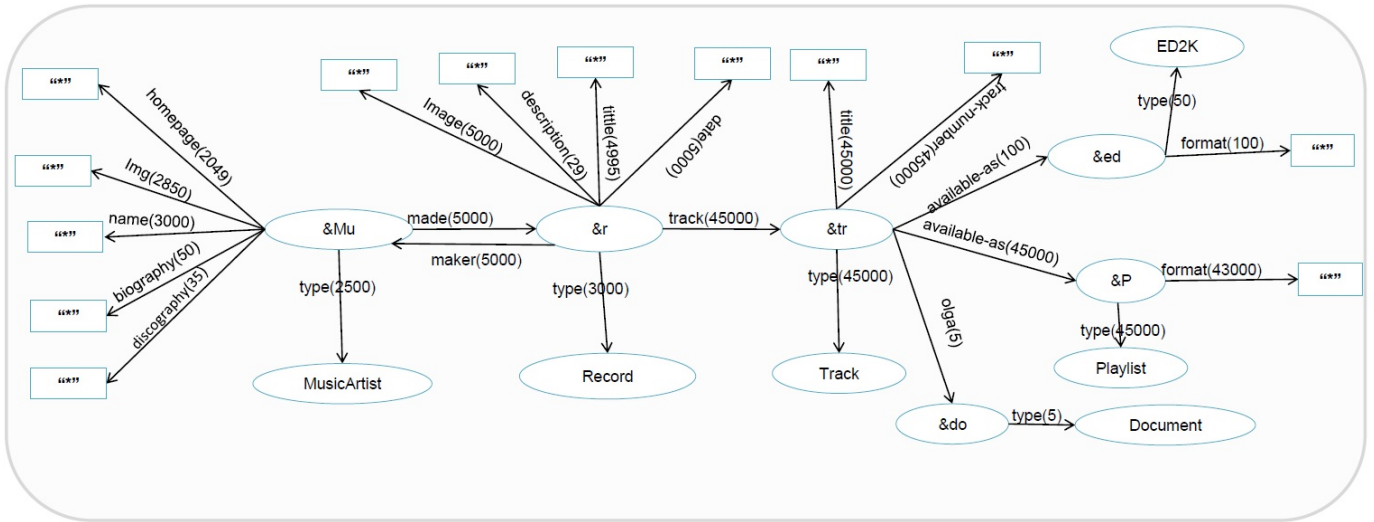 ED2K
“*”
“*”
“*”
“*”
“*”
“*”
“*”
type(50)
homepage(2049)
Image(5000)
description(29)
tittle(4995)
date(5000)
title(45000)
track-number(45000)
available-as(100)
&ed
format(100)
“*”
“*”
Img(2850)
name(3000)
“*”
&Mu
made(5000)
&r
track(45000)
&tr
available-as(45000)
maker(5000)
biography(50)
discography(35)
“*”
type(2500)
type(3000)
type(45000)
olga(5)
&P
format(43000)
“*”
type(45000)
“*”
MusicArtist
Record
Track
Playlist
&do
type(5)
Document